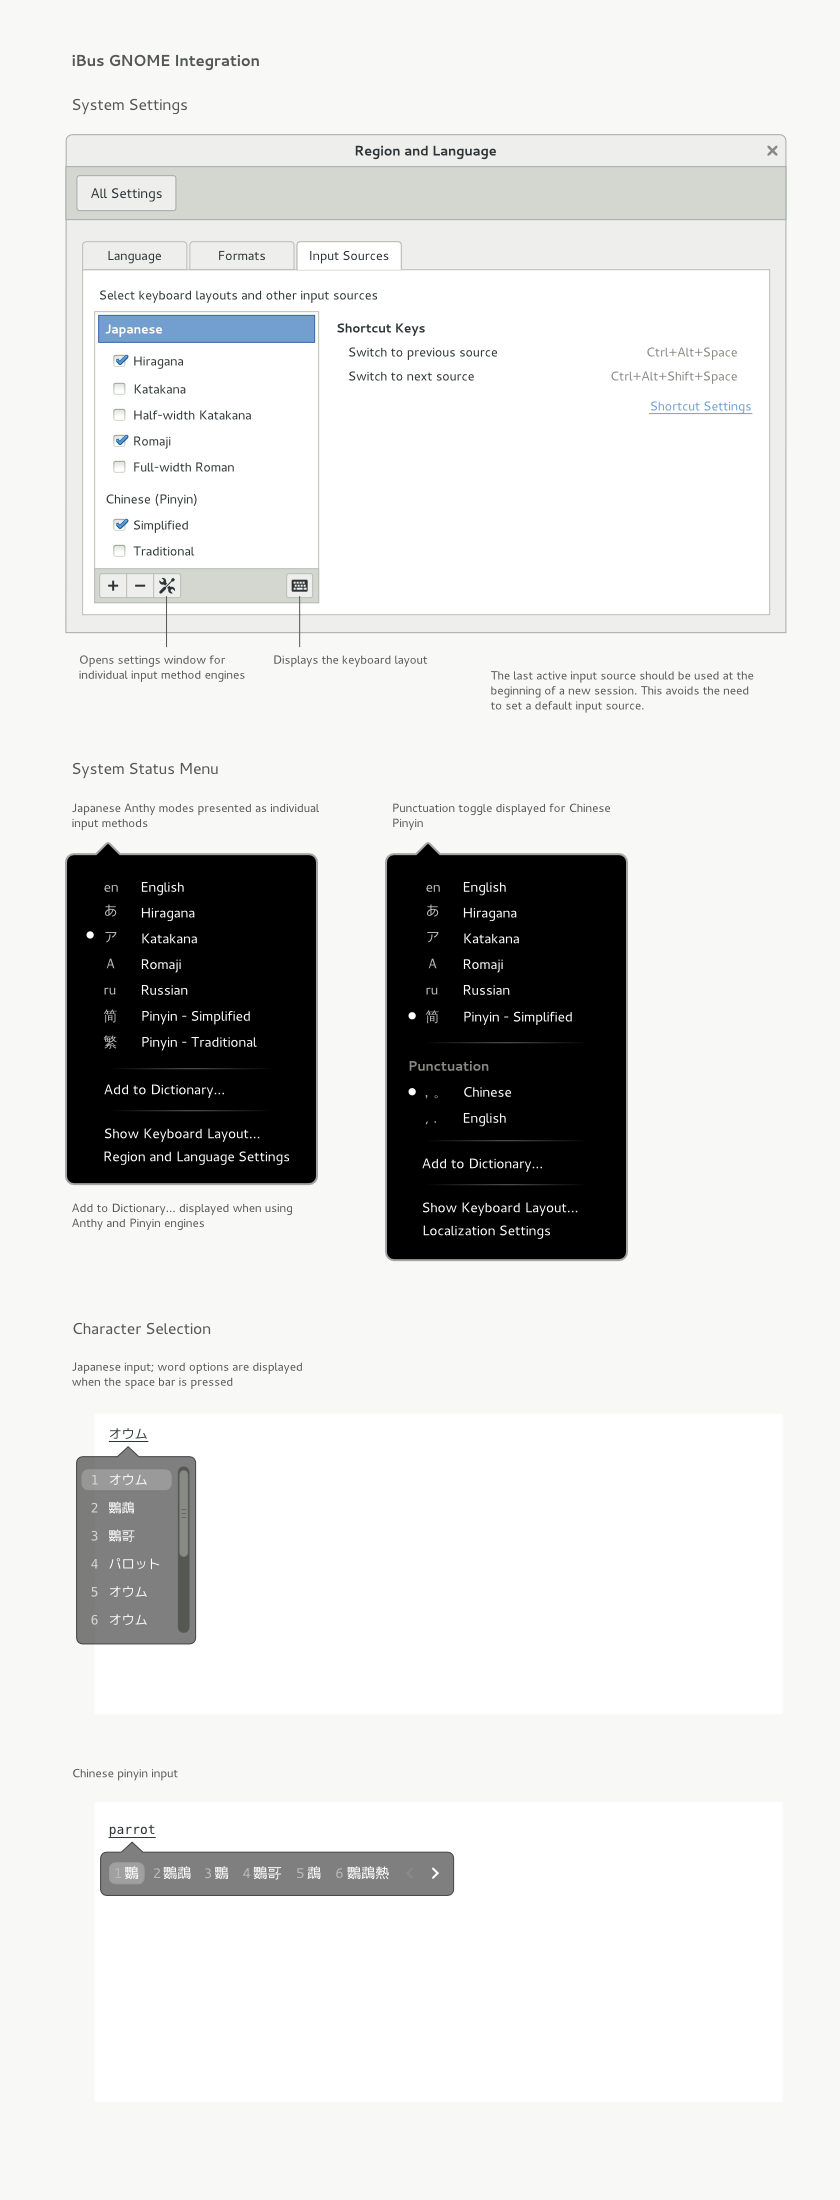 iBus GNOME Integration
System Settings
Region and Language
All Settings
Language
Formats
Input Sources
Select keyboard layouts and other input sources
Japanese
Hiragana
Katakana
Half-width Katakana
Romaji
Full-width Roman
Chinese (Pinyin)
Simplified
Traditional
Shortcut Keys
Switch to previous source Ctrl+Alt+Space
Switch to next source Ctrl+Alt+Shift+Space
Shortcut Settings
Opens settings window for
individual input method engines
Displays the keyboard layout
The last active input source should be used at the
beginning of a new session. This avoids the need
to set a default input source.
System Status Menu
Japanese Anthy modes presented as individual
input methods
en English
あ Hiragana
ア Katakana
A Romaji
ru Russian
简 Pinyin - Simplified
繁 Pinyin - Traditional
Add to Dictionary...
Show Keyboard Layout...
Region and Language Settings
Add to Dictionary... displayed when using
Anthy and Pinyin engines
Punctuation toggle displayed for Chinese
Pinyin
en English
あ Hiragana
ア Katakana
A Romaji
ru Russian
简 Pinyin - Simplified
Punctuation
, 。 Chinese
, . English
Add to Dictionary...
Show Keyboard Layout...
Localization Settings
Character Selection
Japanese input; word options are displayed
when the space bar is pressed
オウム
1 オウム
2 鸚鵡
3 鸚哥
4 パロット
5 オウム
6 オウム
Chinese pinyin input
parrot
1 鸚 2 鸚鵡 3 鸚 4 鸚哥 5 鵡 6 鸚鵡熱